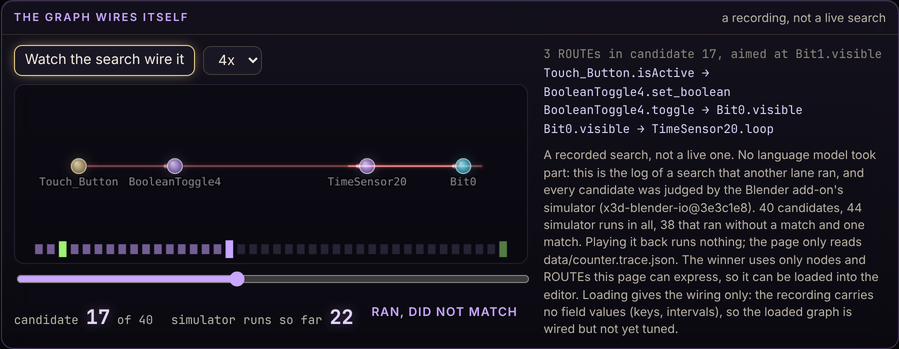 THE GRAPH WIRES ITSELF
a recording, not a live search
Watch the search wire it
4x
Touch_Button
BooleanToggle4
TimeSensor20
Bit0
candidate 17 of 40
simulator runs so far 22
RAN, DID NOT MATCH
3 ROUTEs in candidate 17, aimed at Bit1.visible
Touch_Button.isActive →
BooleanToggle4.set_boolean
BooleanToggle4.toggle → Bit0.visible
Bit0.visible → TimeSensor20.loop
A recorded search, not a live one. No language model took
part: this is the log of a search that another lane ran, and
every candidate was judged by the Blender add-on's
simulator (x3d-blender-io@3e3c1e8). 40 candidates, 44
simulator runs in all, 38 that ran without a match and one
match. Playing it back runs nothing; the page only reads
data/counter.trace.json. The winner uses only nodes and
ROUTEs this page can express, so it can be loaded into the
editor. Loading gives the wiring only: the recording carries
no field values (keys, intervals), so the loaded graph is
wired but not yet tuned.